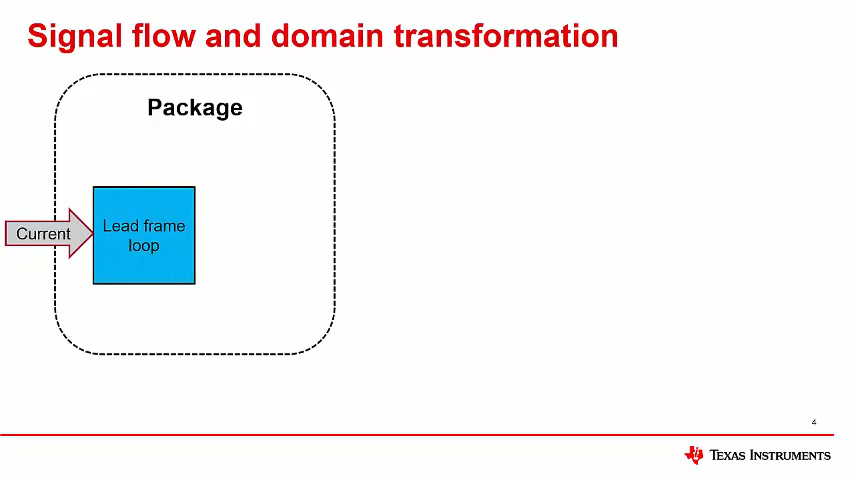 Signal flow and domain transformation
Package
Current
Lead frame
loop
4
TEXAS INSTRUMENTS